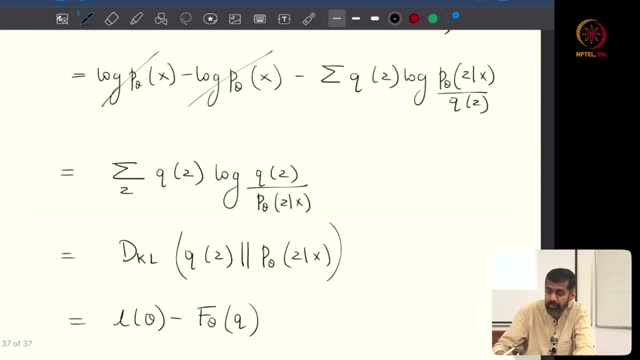 = log pθ(x) - log pθ(x) - Σ q(z) log pθ(z|x) / q(z)
= Σz q(z) log q(z) / pθ(z|x)
= DKL (q(z) || pθ(z|x))
= l(θ) - Fθ(q)
37 of 37
NPTEL